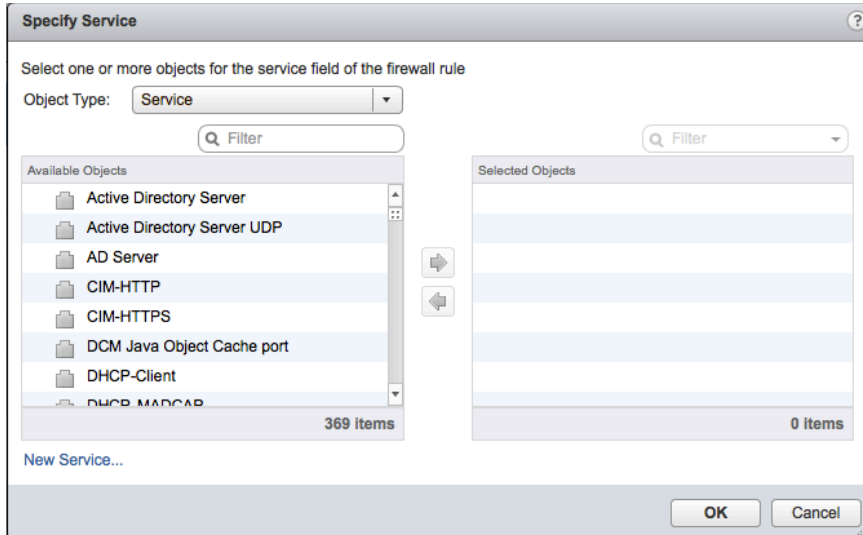 Specify Service
?
Select one or more objects for the service field of the firewall rule
Object Type: Service
Filter
Filter
Available Objects
Selected Objects
Active Directory Server
Active Directory Server UDP
AD Server
CIM-HTTP
CIM-HTTPS
DCM Java Object Cache port
DHCP-Client
DHCP-MADCAP
369 items
0 items
New Service...
OK
Cancel